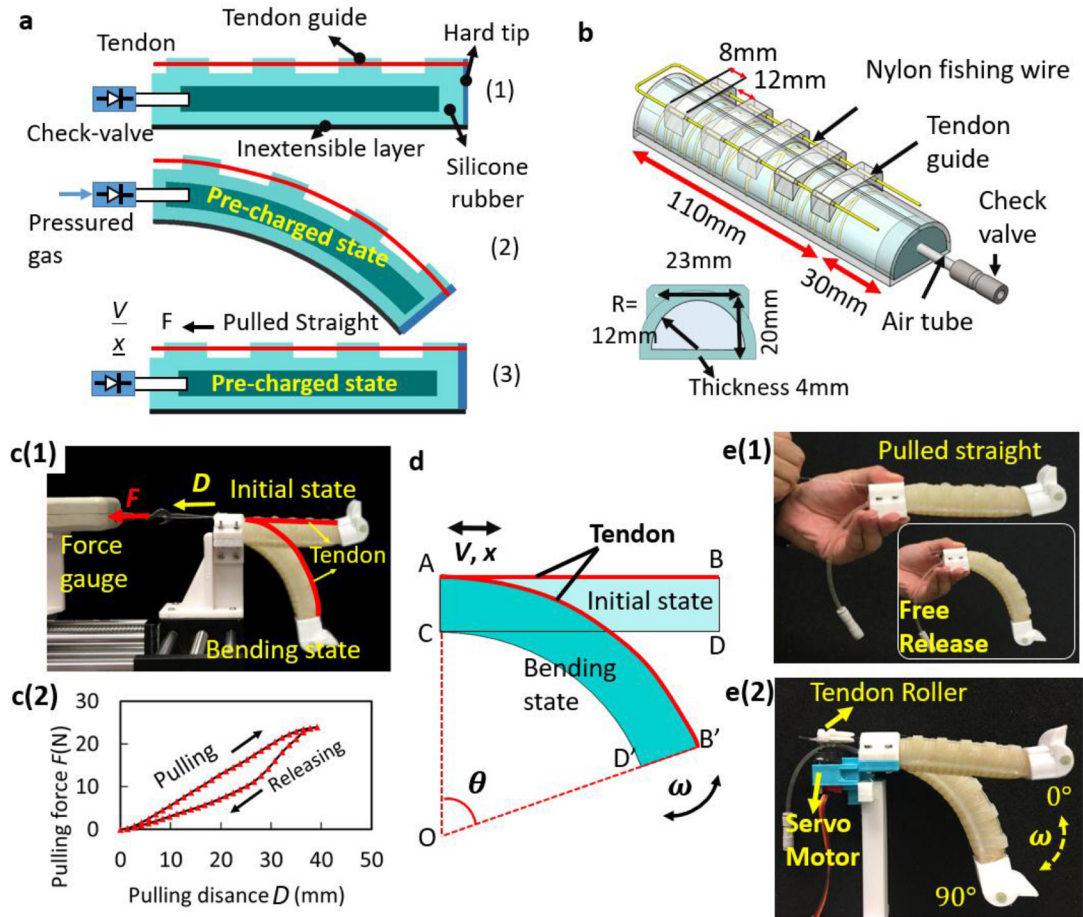 a
Tendon guide
Hard tip
Tendon
(1)
Check-valve
Inextensible layer
Silicone
rubber
Pressured
gas
Pre-charged state
(2)
V
x
F
Pulled Straight
Pre-charged state
(3)
b
8mm
12mm
Nylon fishing wire
Tendon
guide
110mm
30mm
Check
valve
Air tube
23mm
R=
12mm
20mm
Thickness 4mm
c(1)
D
F
Initial state
Force
gauge
Tendon
Bending state
c(2)
Pulling force F(N)
30
20
10
0
Pulling
Releasing
0 10 20 30 40 50
Pulling disance D (mm)
d
V, x
Tendon
A
B
Initial state
C
D
Bending
state
D'
B'
θ
ω
O
e(1)
Pulled straight
Free
Release
e(2)
Tendon Roller
0°
ω
Servo
Motor
90°